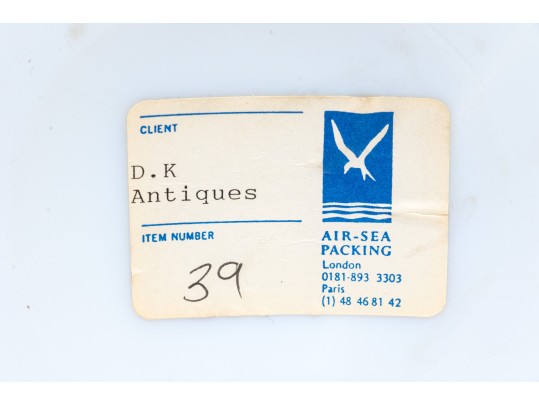 CLIENT
D.K
Antiques
ITEM NUMBER
39
AIR-SEA
PACKING
London
0181-893 3303
Paris
(1) 48 46 81 42